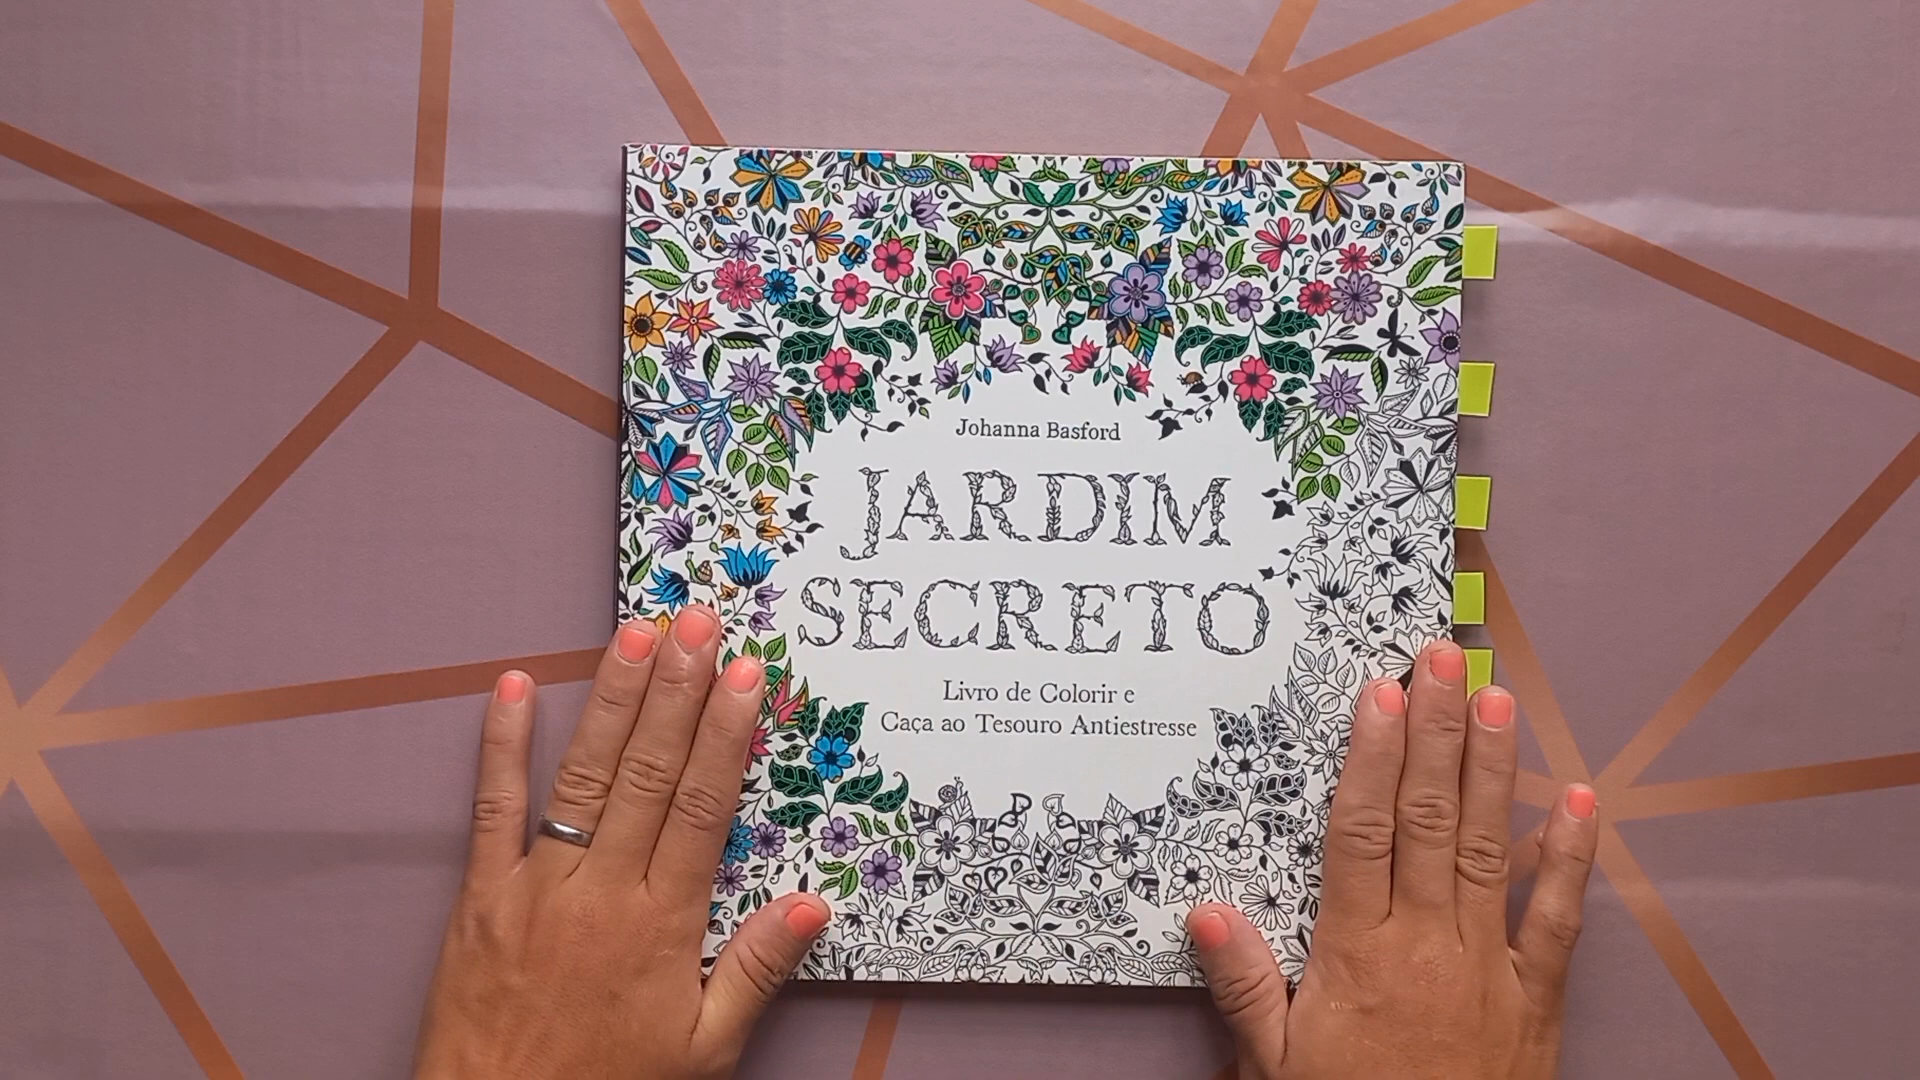 Johanna Basford
JARDIM
SECRETO
Livro de Colorir e
Caça ao Tesouro Antiestresse